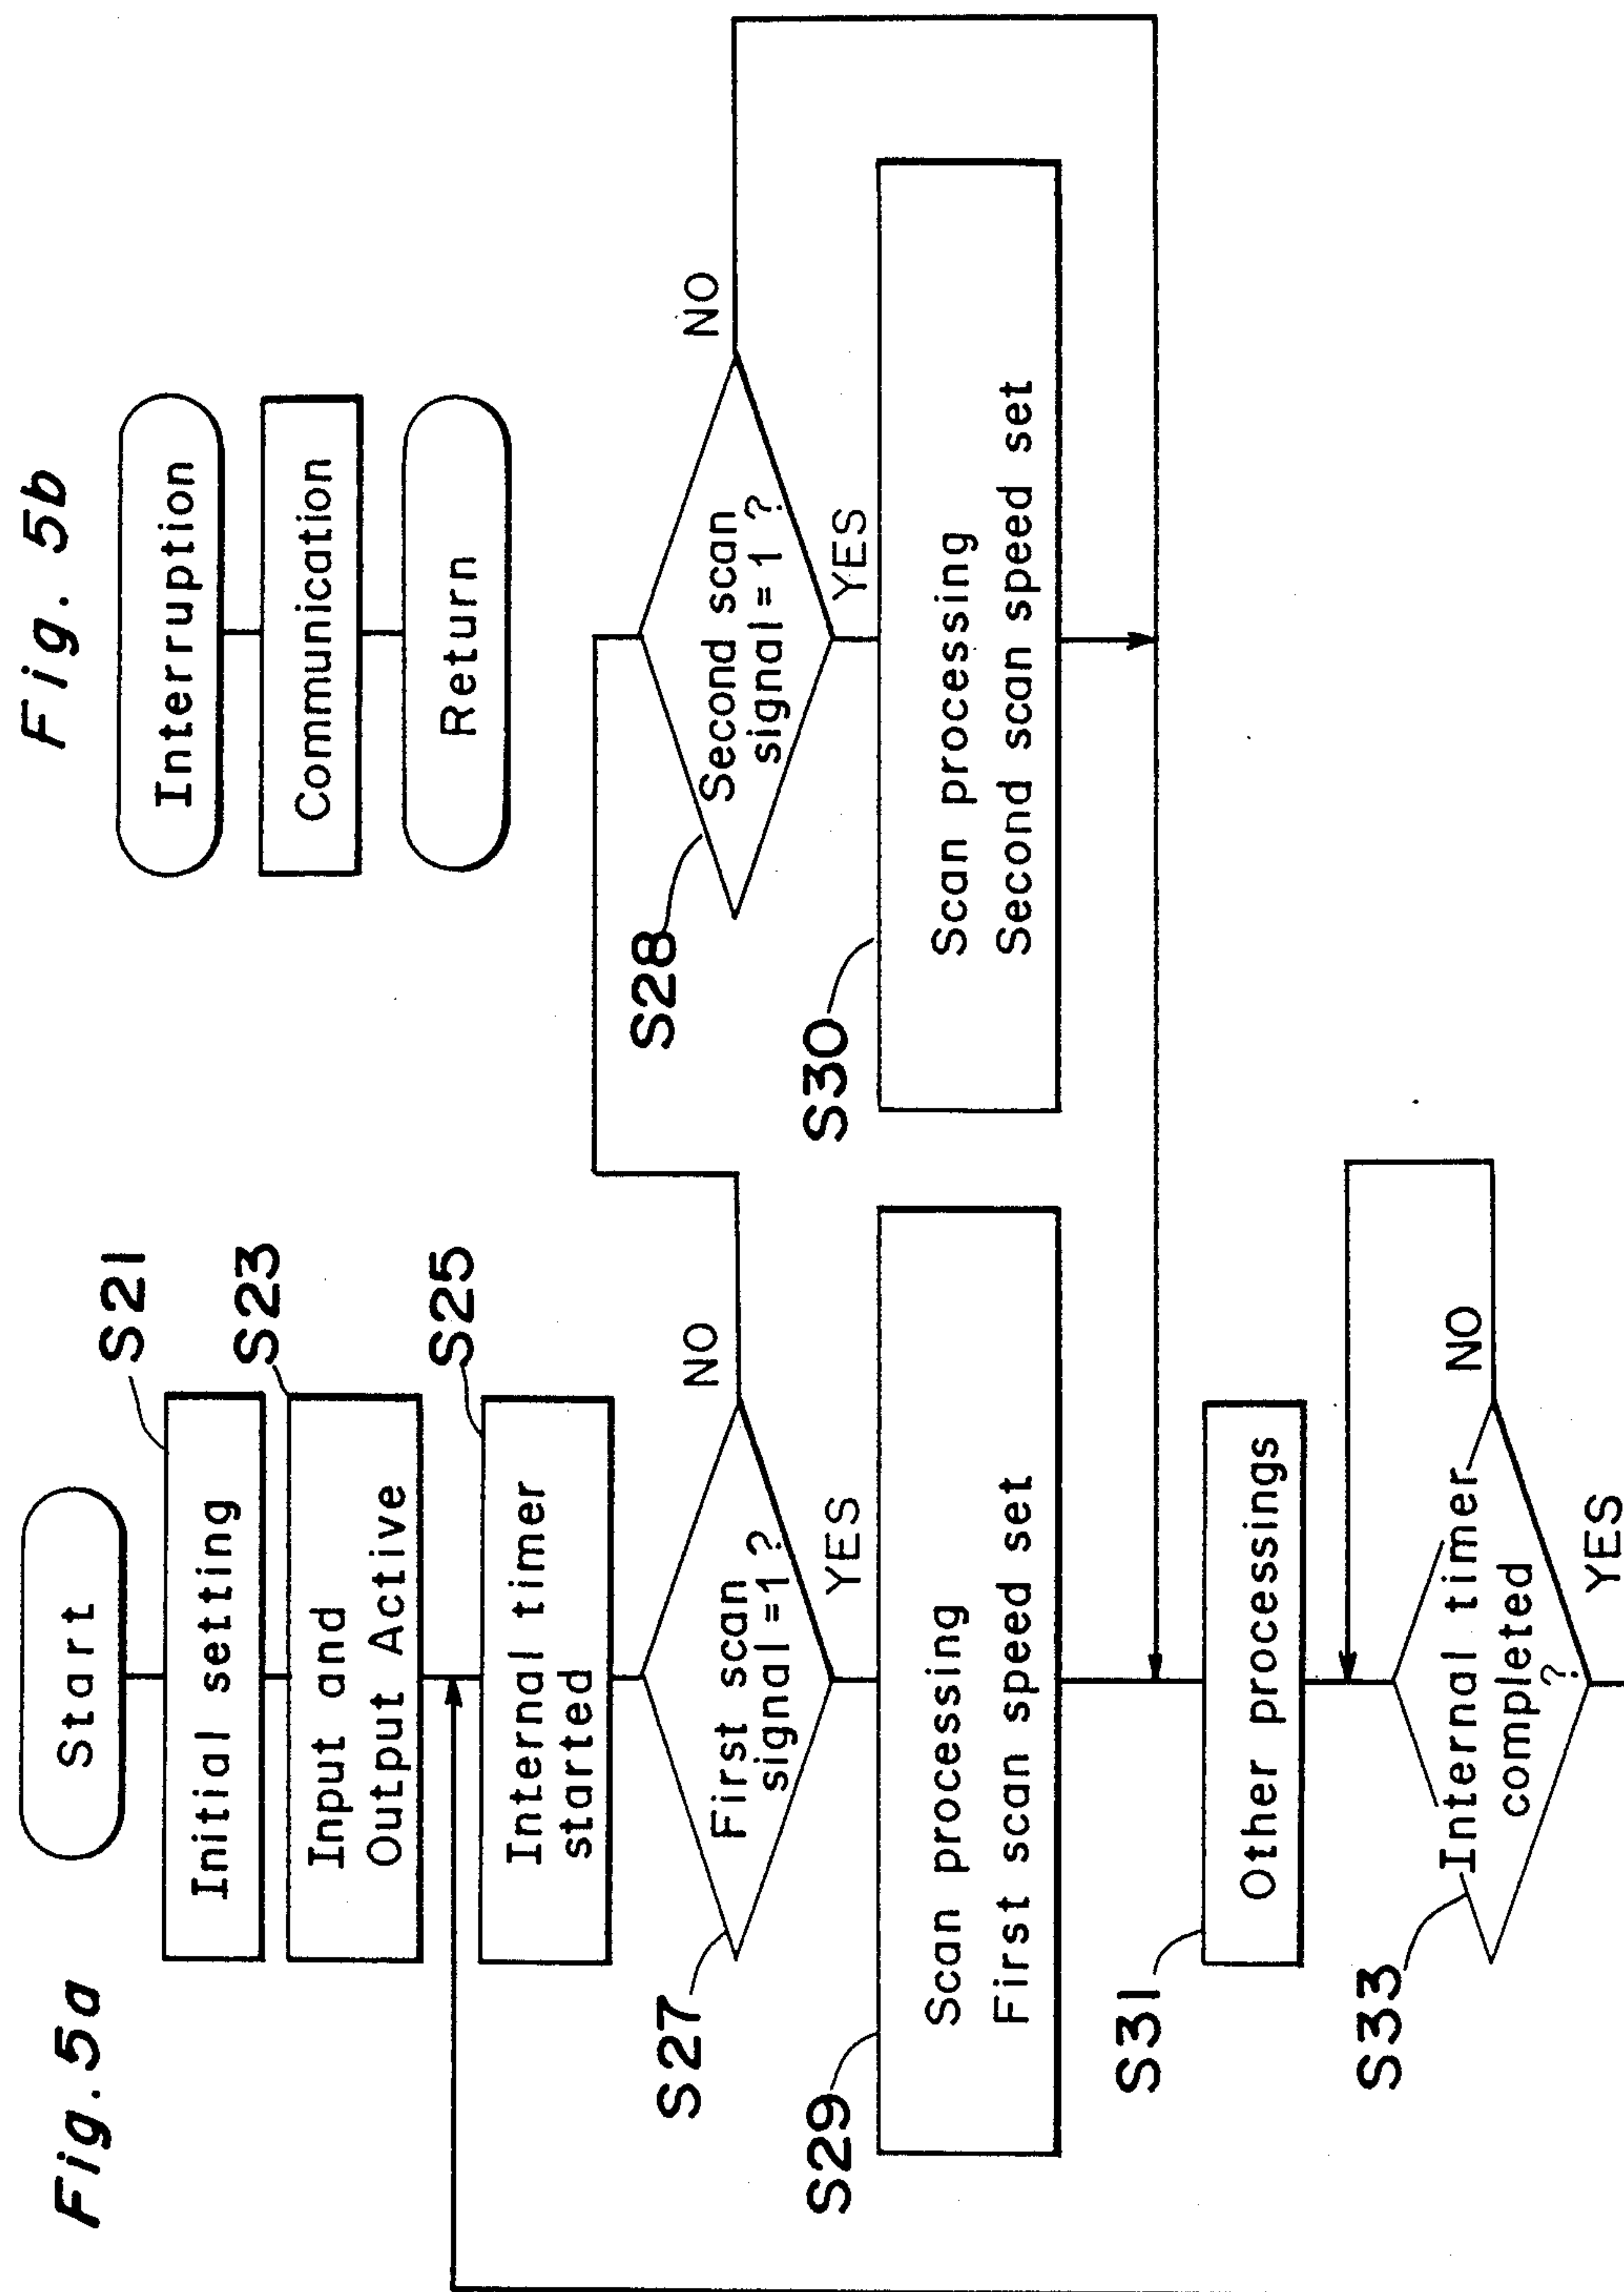 Fig.5a
Start
S21
Initial setting
S23
Input and
Output Active
S25
Internal timer
started
S27
First scan
signal=1?
NO
YES
S29
Scan processing
First scan speed set
S31
Other processings
S33
Internal timer
completed
?
NO
YES
Fig. 5b
Interruption
Communication
Return
S28
Second scan
signal=1 ?
NO
YES
S30
Scan processing
Second scan speed set